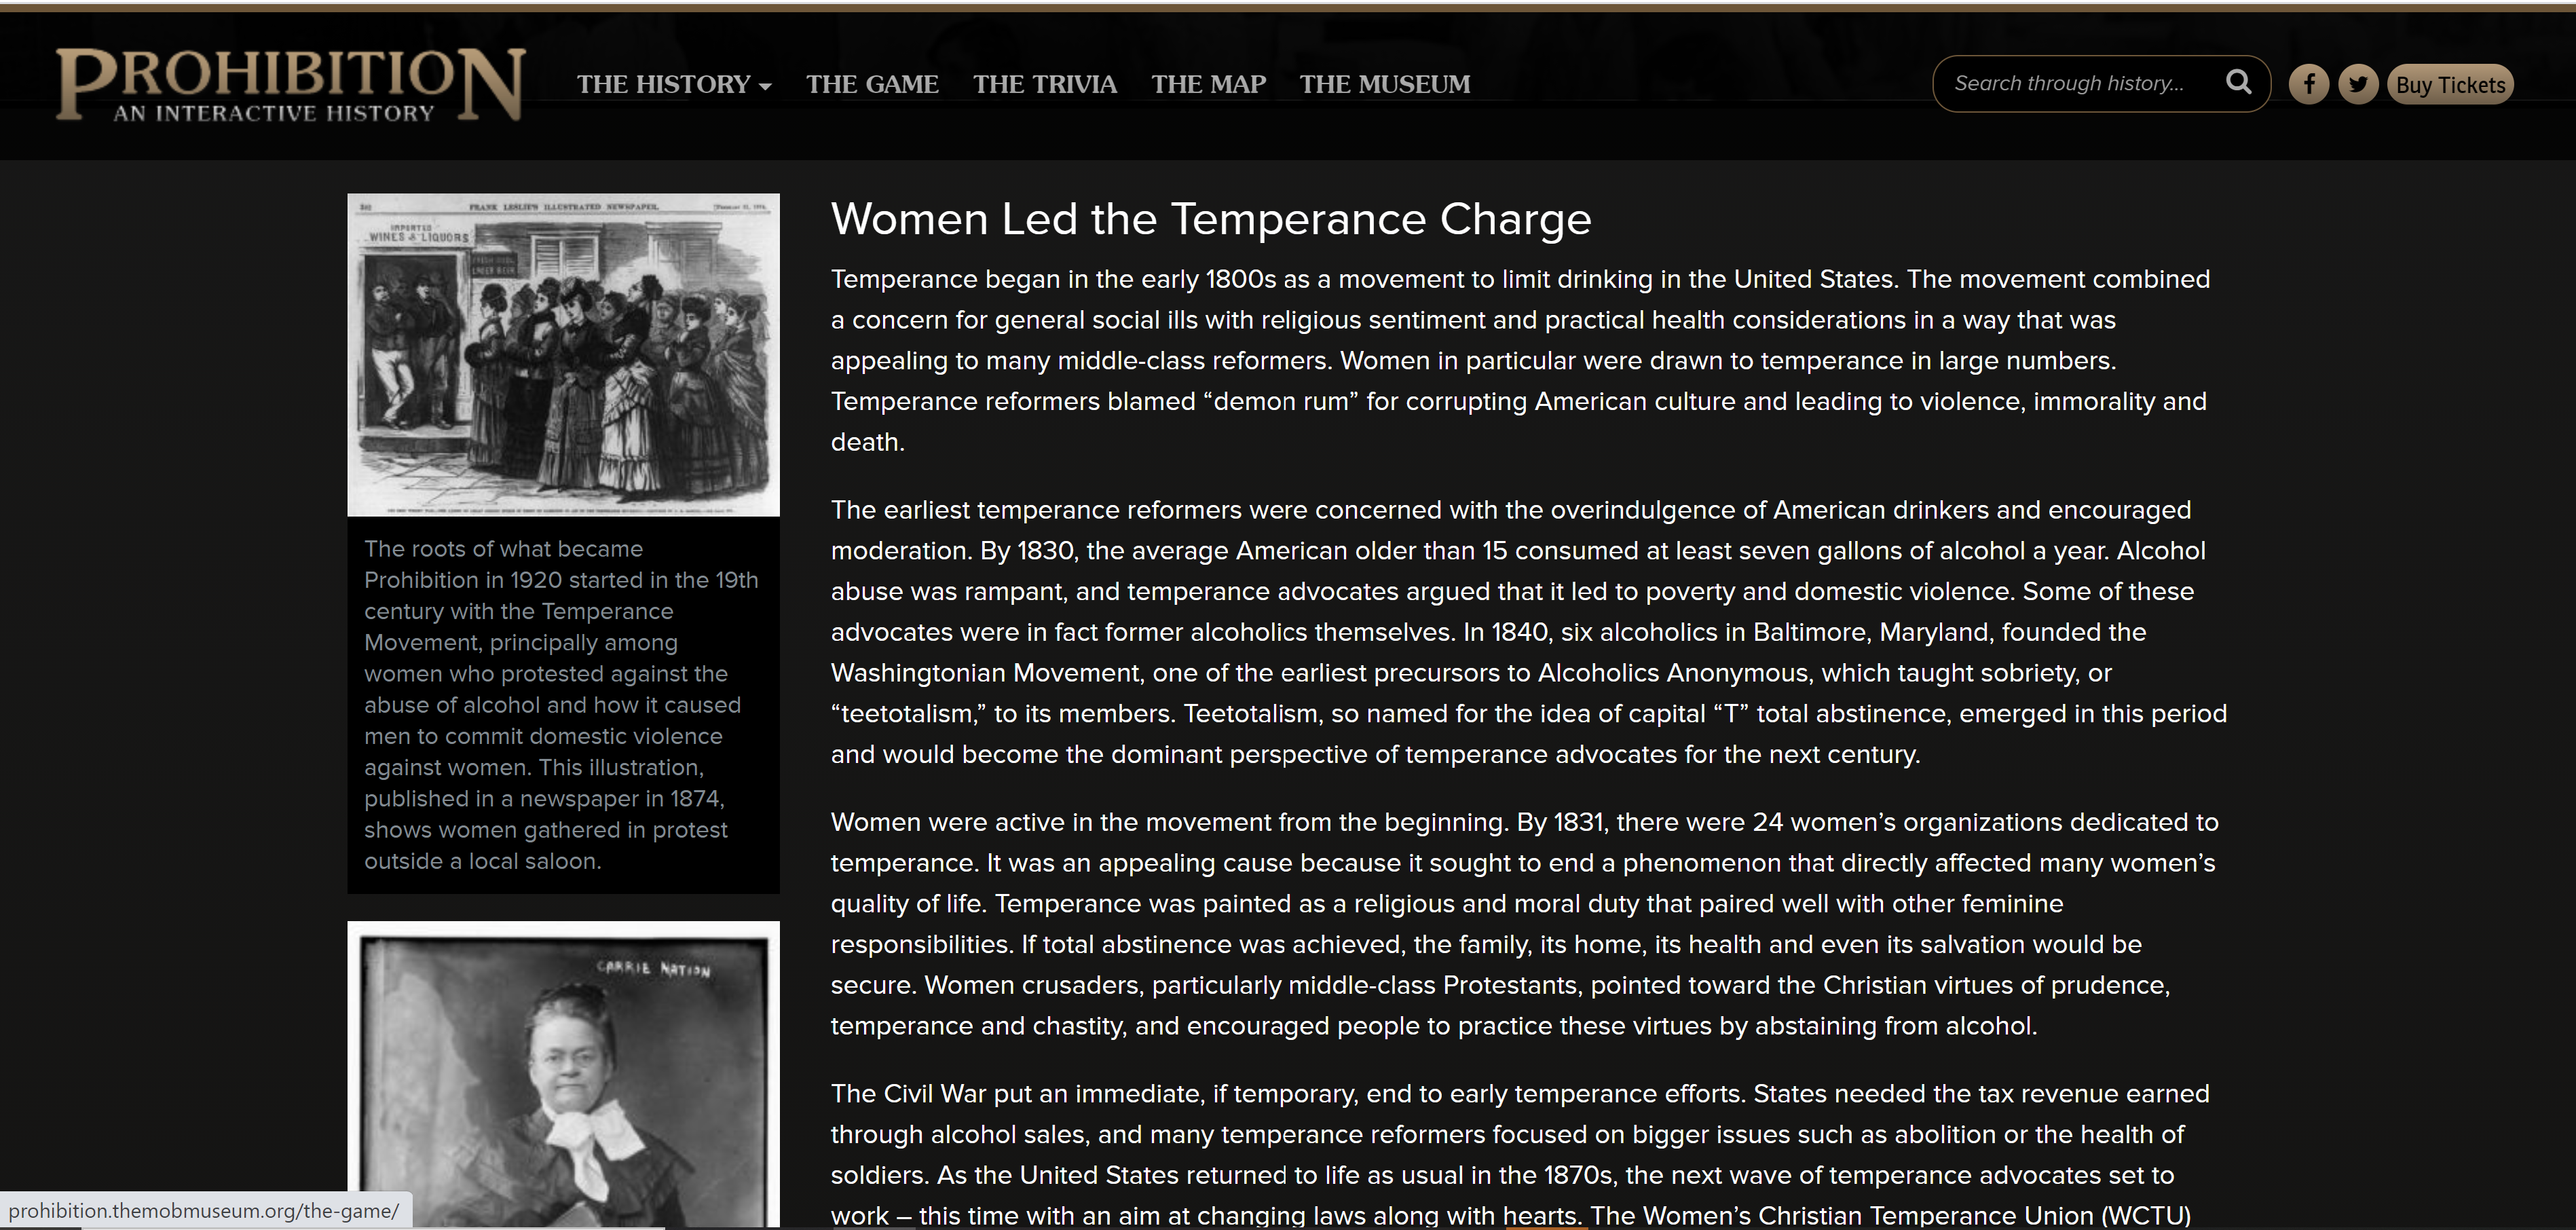 PROHIBITION
AN INTERACTIVE HISTORY
THE HISTORY
THE GAME
THE TRIVIA
THE MAP
THE MUSEUM
Search through history...
Buy Tickets
FRANK LESLIE'S ILLUSTRATED NEWSPAPER.
IMPORTED
WINES & LIQUORS
LAGER BEER
The roots of what became
Prohibition in 1920 started in the 19th
century with the Temperance
Movement, principally among
women who protested against the
abuse of alcohol and how it caused
men to commit domestic violence
against women. This illustration,
published in a newspaper in 1874,
shows women gathered in protest
outside a local saloon.
CARRIE NATION
Women Led the Temperance Charge
Temperance began in the early 1800s as a movement to limit drinking in the United States. The movement combined
a concern for general social ills with religious sentiment and practical health considerations in a way that was
appealing to many middle-class reformers. Women in particular were drawn to temperance in large numbers.
Temperance reformers blamed “demon rum” for corrupting American culture and leading to violence, immorality and
death.
The earliest temperance reformers were concerned with the overindulgence of American drinkers and encouraged
moderation. By 1830, the average American older than 15 consumed at least seven gallons of alcohol a year. Alcohol
abuse was rampant, and temperance advocates argued that it led to poverty and domestic violence. Some of these
advocates were in fact former alcoholics themselves. In 1840, six alcoholics in Baltimore, Maryland, founded the
Washingtonian Movement, one of the earliest precursors to Alcoholics Anonymous, which taught sobriety, or
“teetotalism,” to its members. Teetotalism, so named for the idea of capital “T” total abstinence, emerged in this period
and would become the dominant perspective of temperance advocates for the next century.
Women were active in the movement from the beginning. By 1831, there were 24 women’s organizations dedicated to
temperance. It was an appealing cause because it sought to end a phenomenon that directly affected many women’s
quality of life. Temperance was painted as a religious and moral duty that paired well with other feminine
responsibilities. If total abstinence was achieved, the family, its home, its health and even its salvation would be
secure. Women crusaders, particularly middle-class Protestants, pointed toward the Christian virtues of prudence,
temperance and chastity, and encouraged people to practice these virtues by abstaining from alcohol.
The Civil War put an immediate, if temporary, end to early temperance efforts. States needed the tax revenue earned
through alcohol sales, and many temperance reformers focused on bigger issues such as abolition or the health of
soldiers. As the United States returned to life as usual in the 1870s, the next wave of temperance advocates set to
work – this time with an aim at changing laws along with hearts. The Women’s Christian Temperance Union (WCTU)
prohibition.themobmuseum.org/the-game/